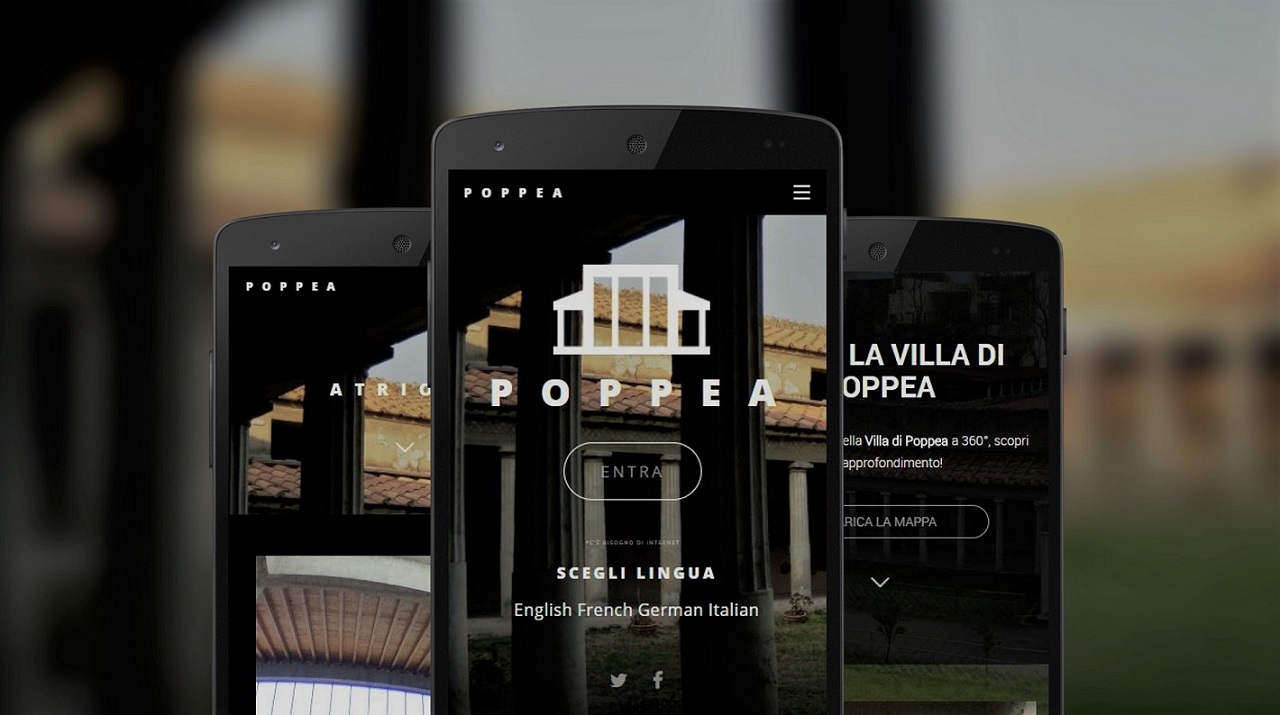 POPPEA
ATRIO
POPPEA
POPPEA
ENTRA
*C'È BISOGNO DI INTERNET
SCEGLI LINGUA
English French German Italian
LA VILLA DI
OPPEA
ella Villa di Poppea a 360°, scopri
approfondimento!
ARICA LA MAPPA